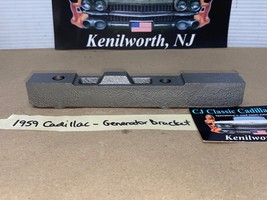 Kenilworth, NJ
1959 Cadillac - Generator Bracket
CJ Classic Cadillac
Kenilworth